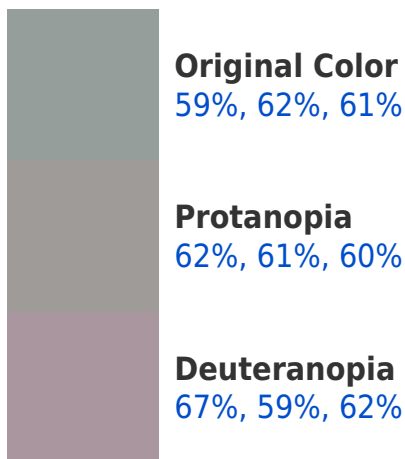 Original Color
59%, 62%, 61%
Protanopia
62%, 61%, 60%
Deuteranopia
67%, 59%, 62%